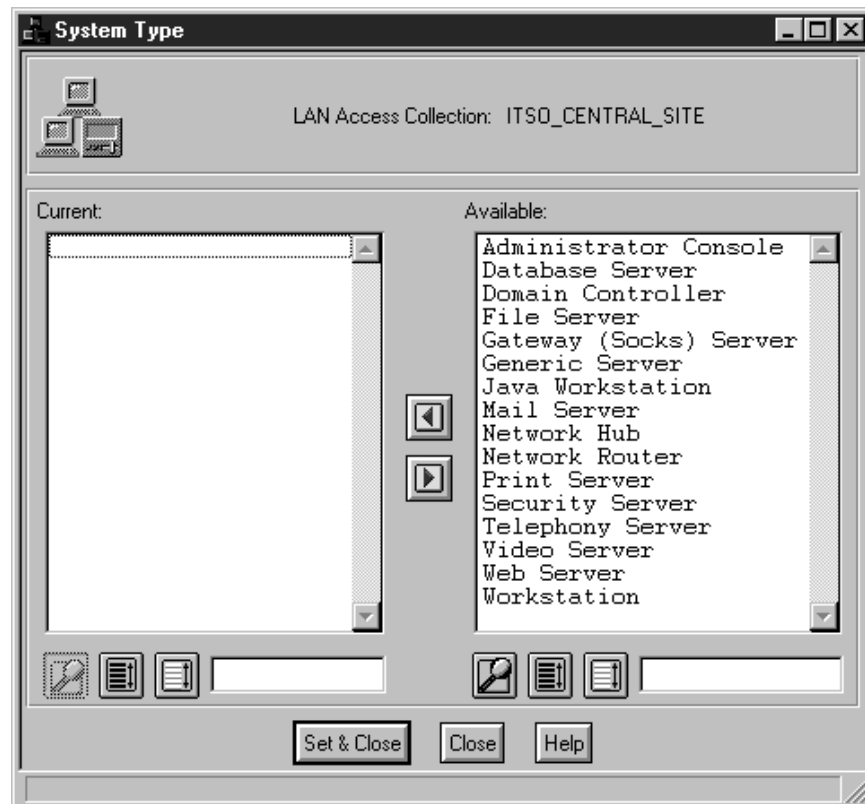 System Type
LAN Access Collection: ITSO_CENTRAL_SITE
Current:
Available:
Administrator Console
Database Server
Domain Controller
File Server
Gateway (Socks) Server
Generic Server
Java Workstation
Mail Server
Network Hub
Network Router
Print Server
Security Server
Telephony Server
Video Server
Web Server
Workstation
Set & Close
Close
Help